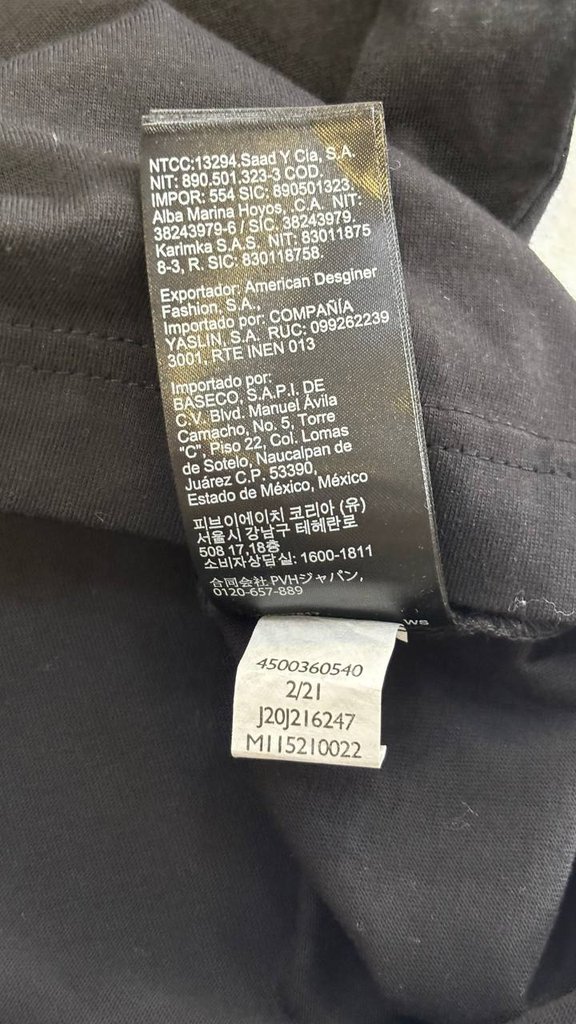 NTCC:13294.Saad Y Cia, S.A.
NIT: 890.501.323-3 COD.
IMPOR: 554 SIC: 890501323.
Alba Marina Hoyos, C.A. NIT:
38243979-6 / SIC. 38243979.
Karimka S.A.S. NIT: 83011875
8-3, R. SIC: 830118758.
Exportador: American Desginer
Fashion, S.A.,
Importado por: COMPAÑÍA
YASLIN, S.A. RUC: 099262239
3001, RTE INEN 013
Importado por:
BASECO, S.A.P.I. DE
C.V. Blvd. Manuel Ávila
Camacho, No. 5, Torre
"C", Piso 22, Col. Lomas
de Sotelo, Naucalpan de
Juárez C.P. 53390,
Estado de México, México
피브이에이치 코리아 (유)
서울시 강남구 테헤란로
508 17,18층
소비자상담실: 1600-1811
合同会社 PVHジャパン,
0120-657-889
WS
4500360540
2/21
J20J216247
M115210022